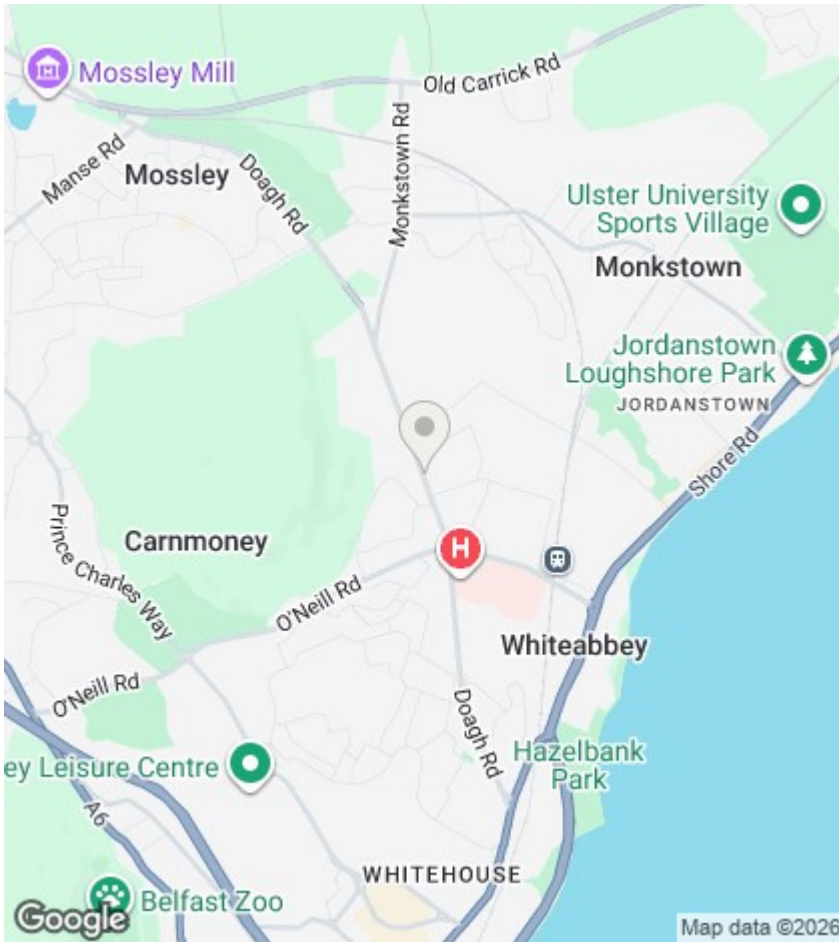 Old Carrick Rd
Mossley Mill
Manse Rd
Mossley
Doagh Rd
Monkstown Rd
Ulster University
Sports Village
Monkstown
Jordanstown
Loughshore Park
JORDANSTOWN
Shore Rd
Prince Charles Way
Carnmoney
H
O'Neill Rd
Whiteabbey
O'Neill Rd
Doagh Rd
Hazelbank
Park
ey Leisure Centre
A6
WHITEHOUSE
Belfast Zoo
Google
Map data ©2026